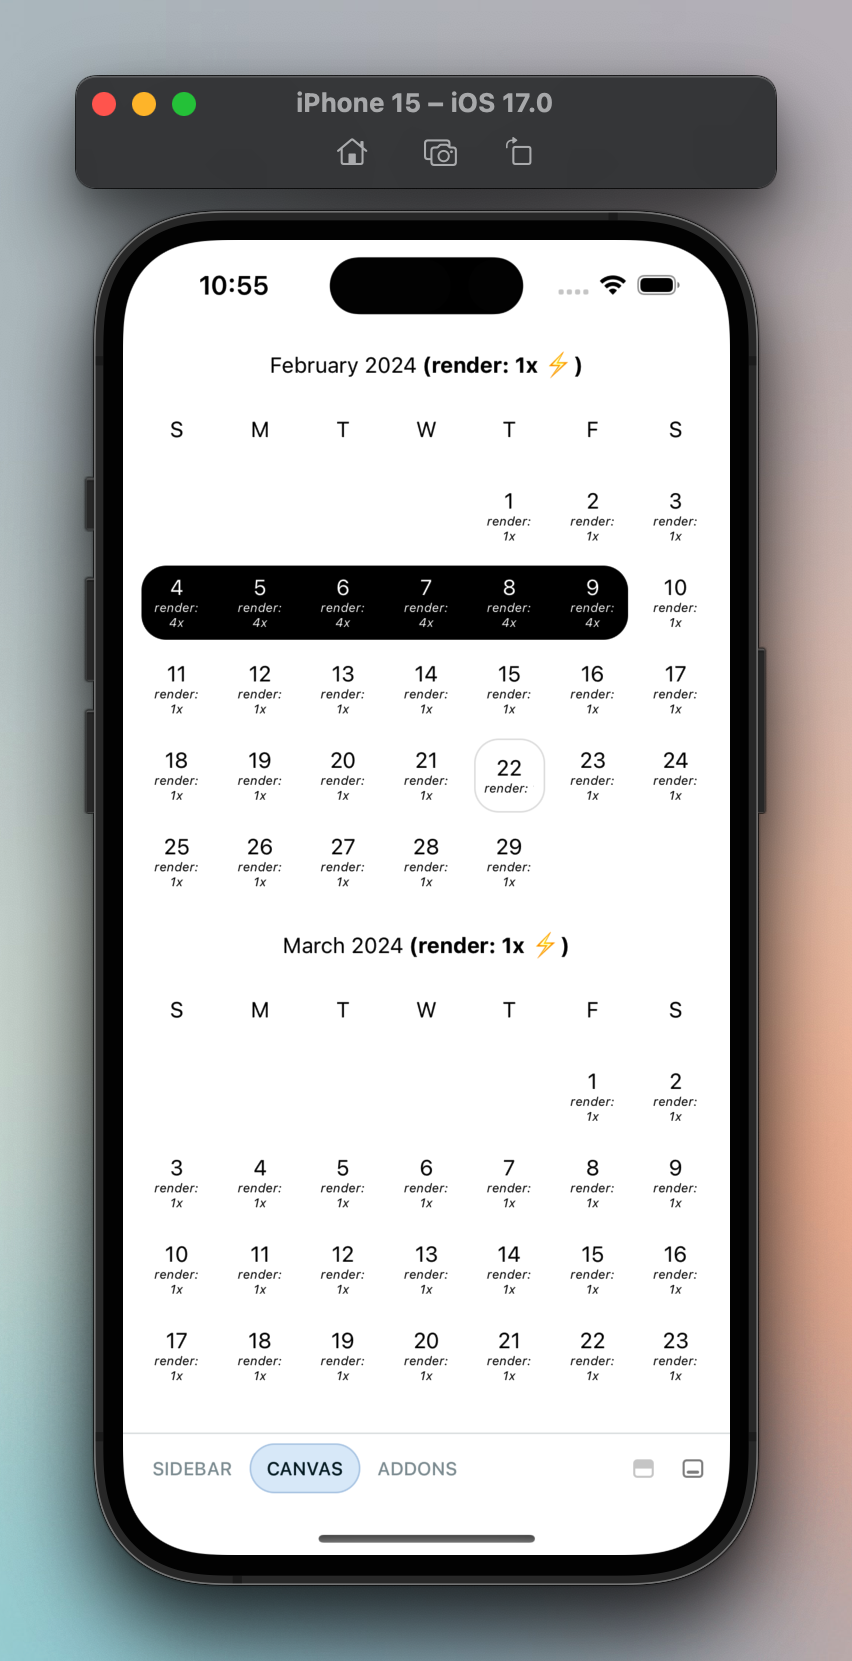 iPhone 15 – iOS 17.0
10:55
February 2024 (render: 1x ⚡)
S M T W T F S
1 2 3
render: render: render:
1x 1x 1x
4 5 6 7 8 9 10
render: render: render: render: render: render: render:
4x 4x 4x 4x 4x 4x 1x
11 12 13 14 15 16 17
render: render: render: render: render: render: render:
1x 1x 1x 1x 1x 1x 1x
18 19 20 21 22 23 24
render: render: render: render: render: render: render:
1x 1x 1x 1x 1x 1x
25 26 27 28 29
render: render: render: render: render:
1x 1x 1x 1x 1x
March 2024 (render: 1x ⚡)
S M T W T F S
1 2
render: render:
1x 1x
3 4 5 6 7 8 9
render: render: render: render: render: render: render:
1x 1x 1x 1x 1x 1x 1x
10 11 12 13 14 15 16
render: render: render: render: render: render: render:
1x 1x 1x 1x 1x 1x 1x
17 18 19 20 21 22 23
render: render: render: render: render: render: render:
1x 1x 1x 1x 1x 1x 1x
SIDEBAR CANVAS ADDONS